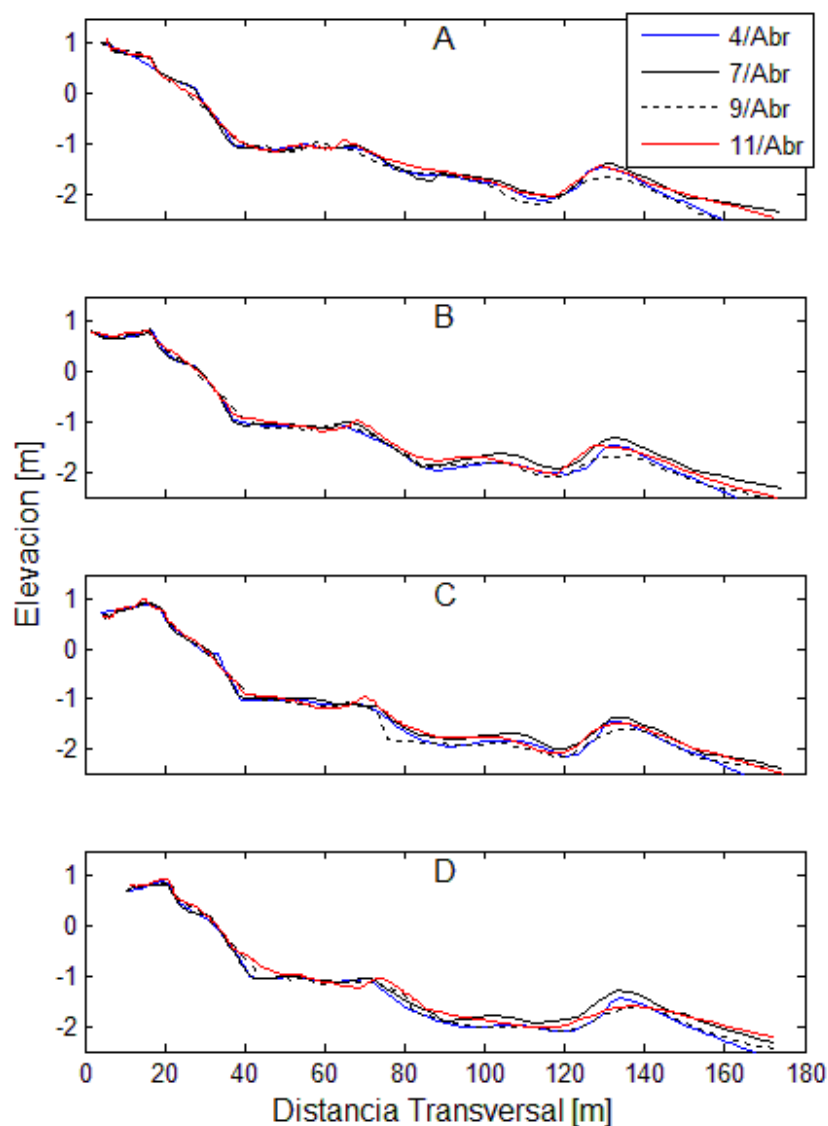 A
4/Abr
7/Abr
9/Abr
11/Abr
1
0
-1
-2
B
1
0
-1
-2
Elevacion [m]
C
1
0
-1
-2
D
1
0
-1
-2
0 20 40 60 80 100 120 140 160 180
Distancia Transversal [m]